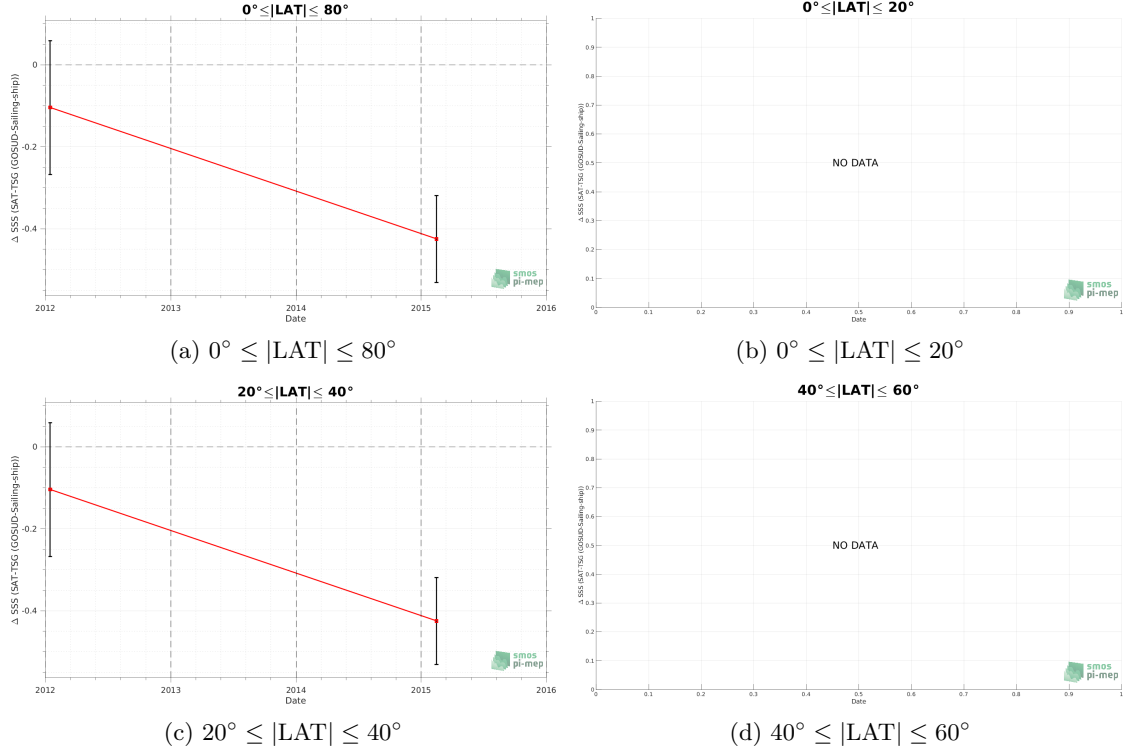 0°≤|LAT|≤ 80°
Δ SSS (SAT-TSG (GOSUD-Sailing-ship))
0
-0.2
-0.4
2012 2013 2014 2015 2016
Date
smos
pi-mep
(a) 0° ≤ |LAT| ≤ 80°
0°≤|LAT|≤ 20°
Δ SSS (SAT-TSG (GOSUD-Sailing-ship))
1
0.9
0.8
0.7
0.6
0.5
0.4
0.3
0.2
0.1
0
NO DATA
0 0.1 0.2 0.3 0.4 0.5 0.6 0.7 0.8 0.9 1
Date
smos
pi-mep
(b) 0° ≤ |LAT| ≤ 20°
20°≤|LAT|≤ 40°
Δ SSS (SAT-TSG (GOSUD-Sailing-ship))
0
-0.2
-0.4
2012 2013 2014 2015 2016
Date
smos
pi-mep
(c) 20° ≤ |LAT| ≤ 40°
40°≤|LAT|≤ 60°
Δ SSS (SAT-TSG (GOSUD-Sailing-ship))
1
0.9
0.8
0.7
0.6
0.5
0.4
0.3
0.2
0.1
0
NO DATA
0 0.1 0.2 0.3 0.4 0.5 0.6 0.7 0.8 0.9 1
Date
smos
pi-mep
(d) 40° ≤ |LAT| ≤ 60°